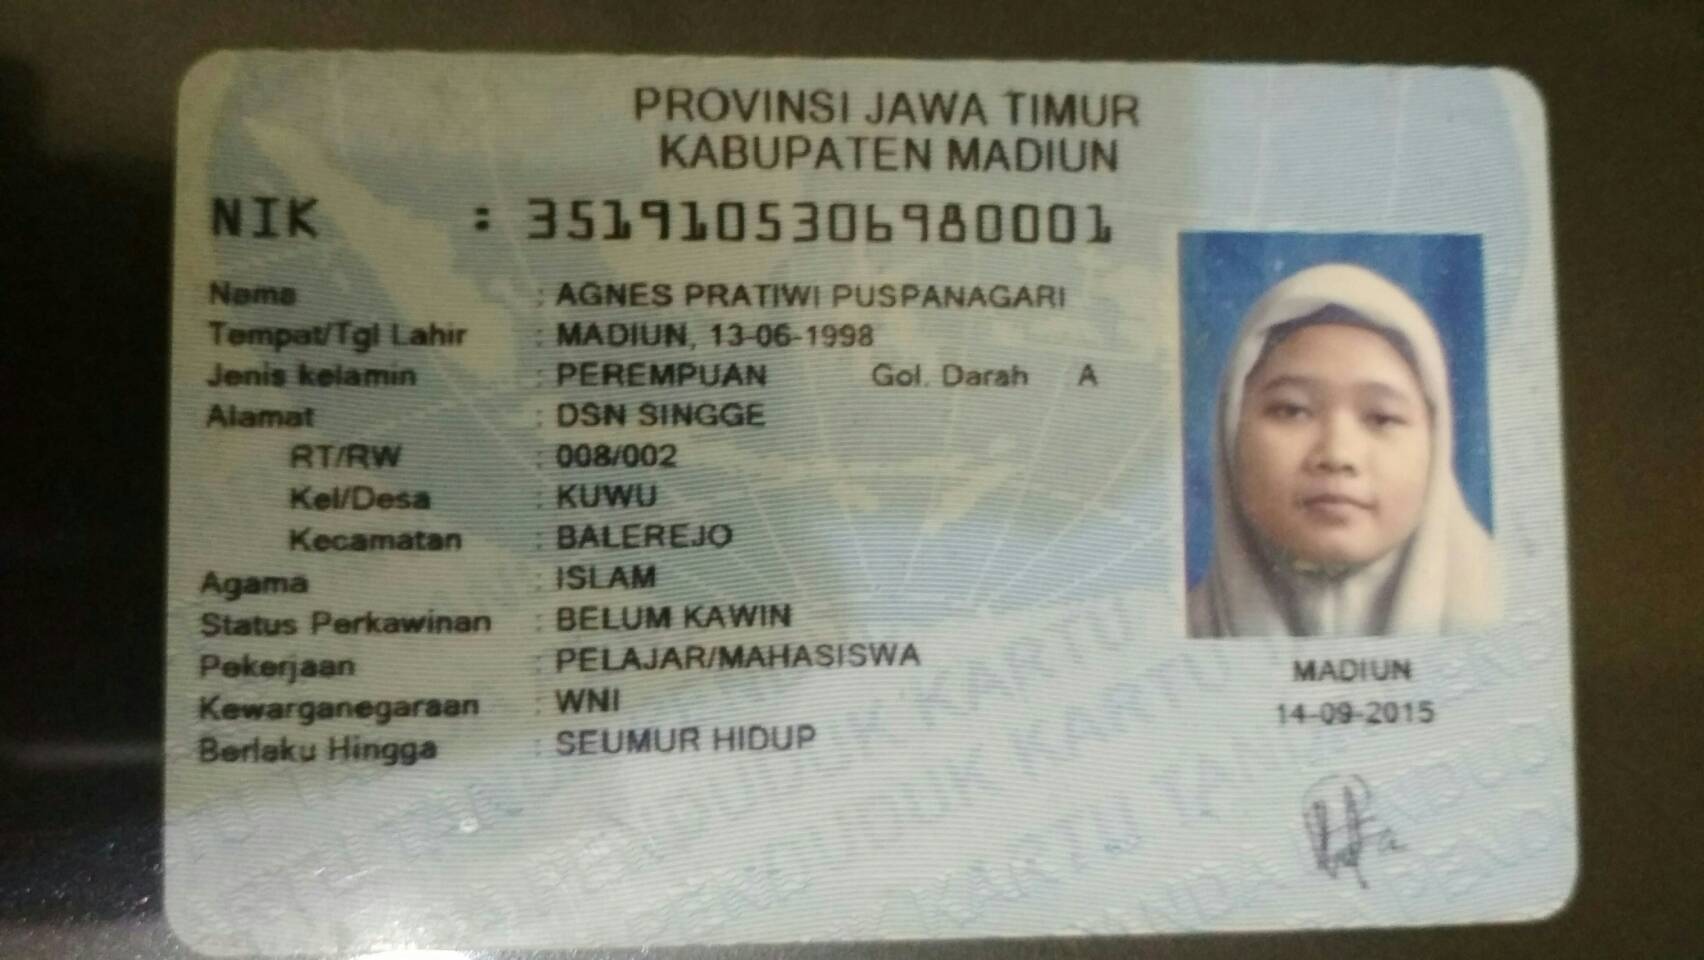 PROVINSI JAWA TIMUR
KABUPATEN MADIUN
NIK : 3519105306980001
Nama : AGNES PRATIWI PUSPANAGARI
Tempat/Tgl Lahir : MADIUN, 13-06-1998
Jenis kelamin : PEREMPUAN Gol. Darah A
Alamat : DSN SINGGE
RT/RW : 008/002
Kel/Desa : KUWU
Kecamatan : BALEREJO
Agama : ISLAM
Status Perkawinan : BELUM KAWIN
Pekerjaan : PELAJAR/MAHASISWA
Kewarganegaraan : WNI
Berlaku Hingga : SEUMUR HIDUP
MADIUN
14-09-2015